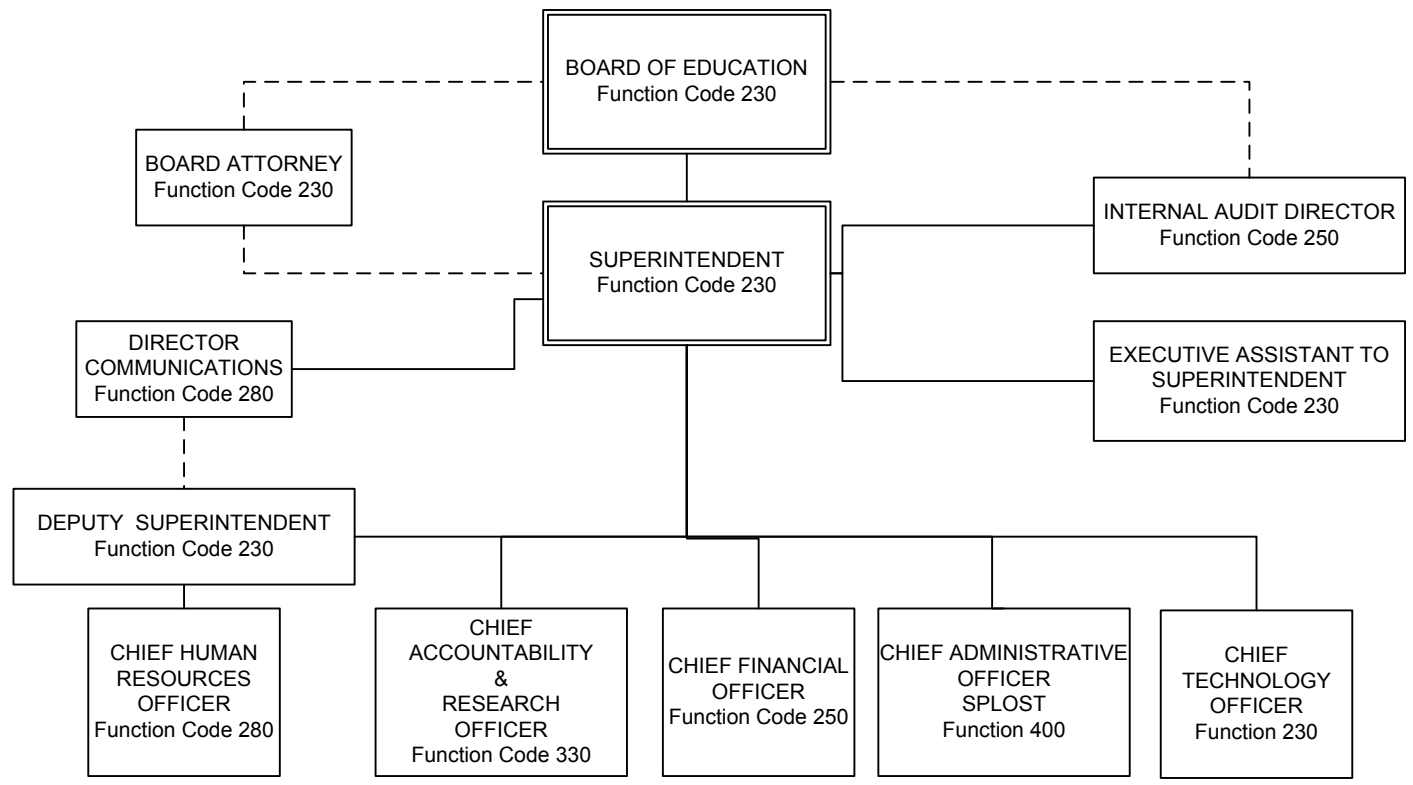 BOARD OF EDUCATION
Function Code 230
BOARD ATTORNEY
Function Code 230
INTERNAL AUDIT DIRECTOR
Function Code 250
SUPERINTENDENT
Function Code 230
DIRECTOR
COMMUNICATIONS
Function Code 280
EXECUTIVE ASSISTANT TO
SUPERINTENDENT
Function Code 230
DEPUTY SUPERINTENDENT
Function Code 230
CHIEF HUMAN
RESOURCES
OFFICER
Function Code 280
CHIEF
ACCOUNTABILITY
&
RESEARCH
OFFICER
Function Code 330
CHIEF FINANCIAL
OFFICER
Function Code 250
CHIEF ADMINISTRATIVE
OFFICER
SPLOST
Function 400
CHIEF
TECHNOLOGY
OFFICER
Function 230